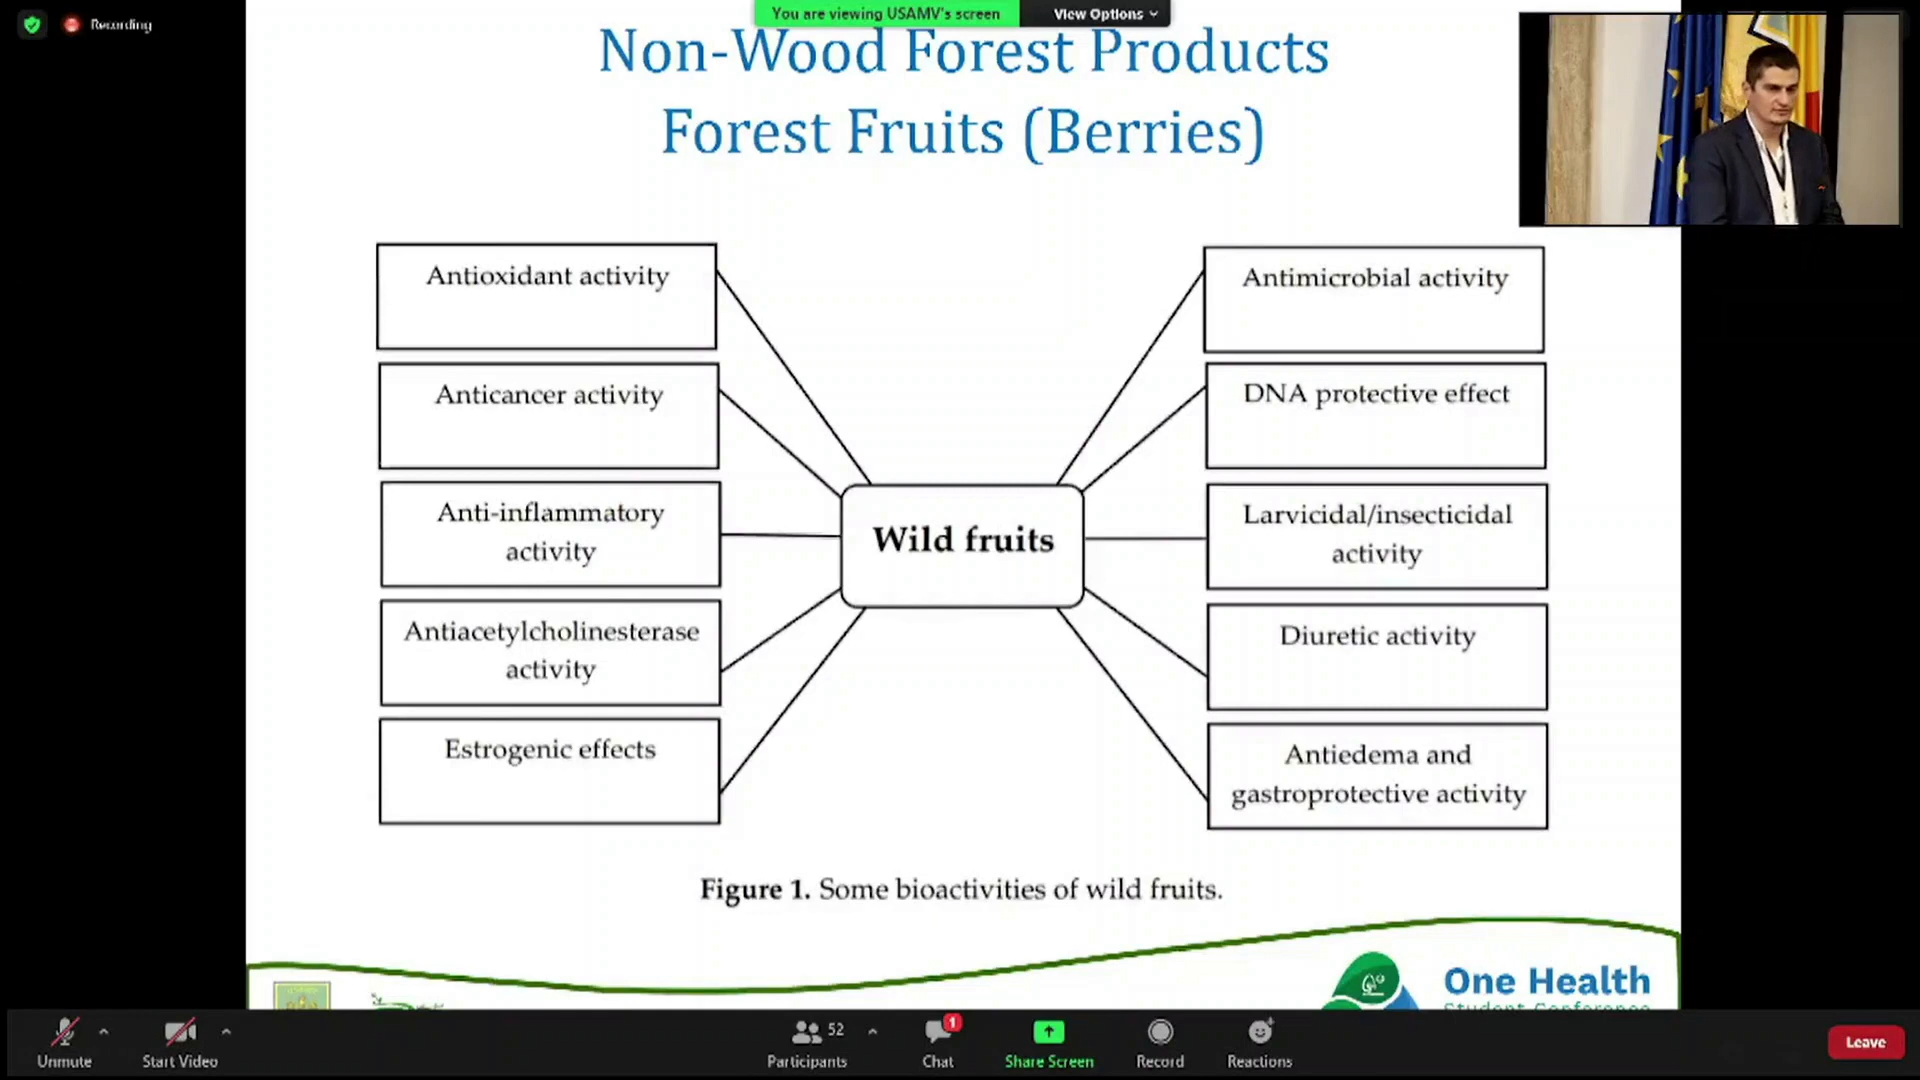 Recording
You are viewing USAMV's screen
View Options
Non-Wood Forest Products
Forest Fruits (Berries)
Antioxidant activity
Anticancer activity
Anti-inflammatory
activity
Antiacetylcholinesterase
activity
Estrogenic effects
Wild fruits
Antimicrobial activity
DNA protective effect
Larvicidal/insecticidal
activity
Diuretic activity
Antiedema and
gastroprotective activity
Figure 1. Some bioactivities of wild fruits.
One Health
Student Conference
Unmute
Start Video
52
Participants
1
Chat
Share Screen
Record
Reactions
Leave